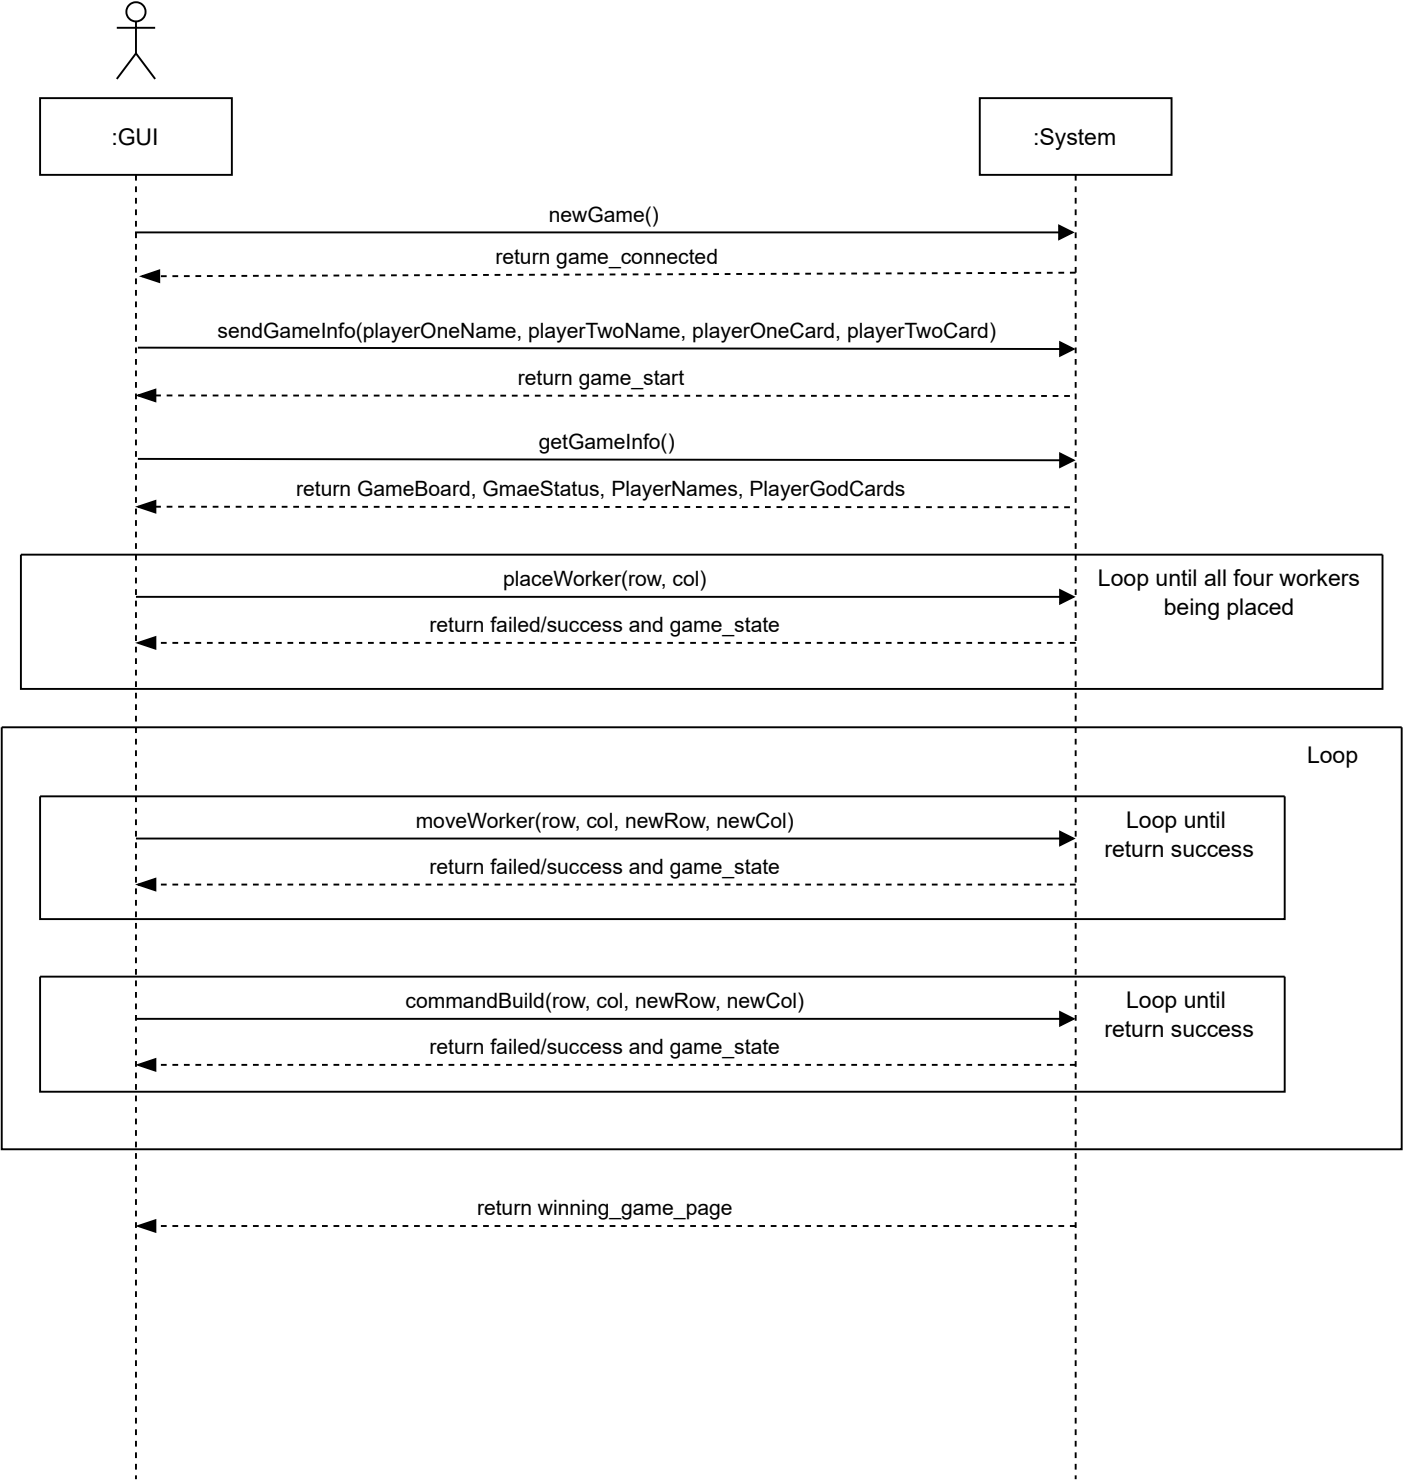 :GUI
:System
newGame()
return game_connected
sendGameInfo(playerOneName, playerTwoName, playerOneCard, playerTwoCard)
return game_start
getGameInfo()
return GameBoard, GmaeStatus, PlayerNames, PlayerGodCards
placeWorker(row, col)
Loop until all four workers
being placed
return failed/success and game_state
Loop
moveWorker(row, col, newRow, newCol)
Loop until
return success
return failed/success and game_state
commandBuild(row, col, newRow, newCol)
Loop until
return success
return failed/success and game_state
return winning_game_page